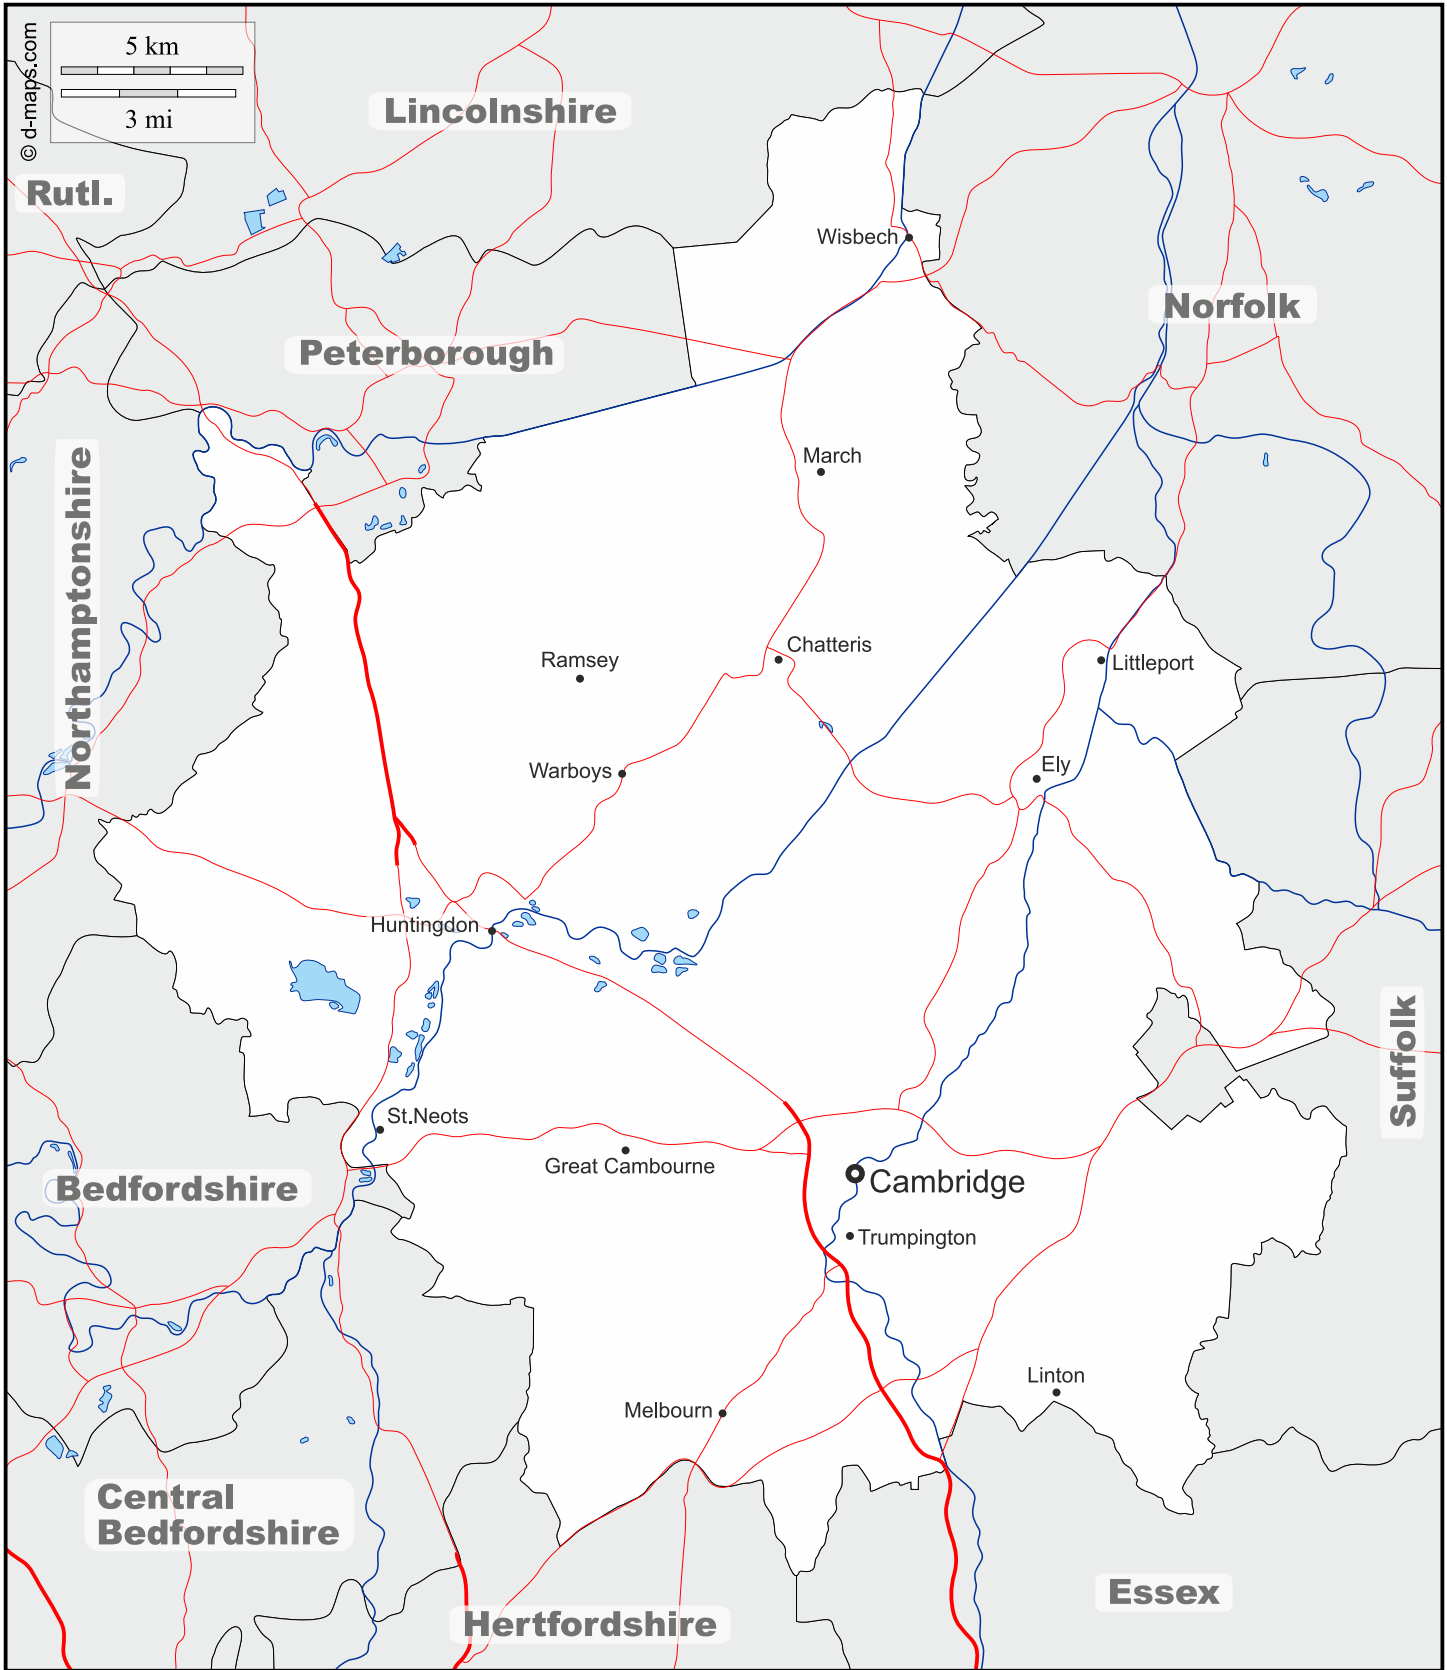 © d-maps.com
5 km
3 mi
Lincolnshire
Rutl.
Wisbech
Norfolk
Peterborough
March
Northamptonshire
Chatteris
Ramsey
Littleport
Warboys
Ely
Huntingdon
Suffolk
St.Neots
Great Cambourne
Cambridge
Bedfordshire
Trumpington
Linton
Melbourn
Central
Bedfordshire
Essex
Hertfordshire